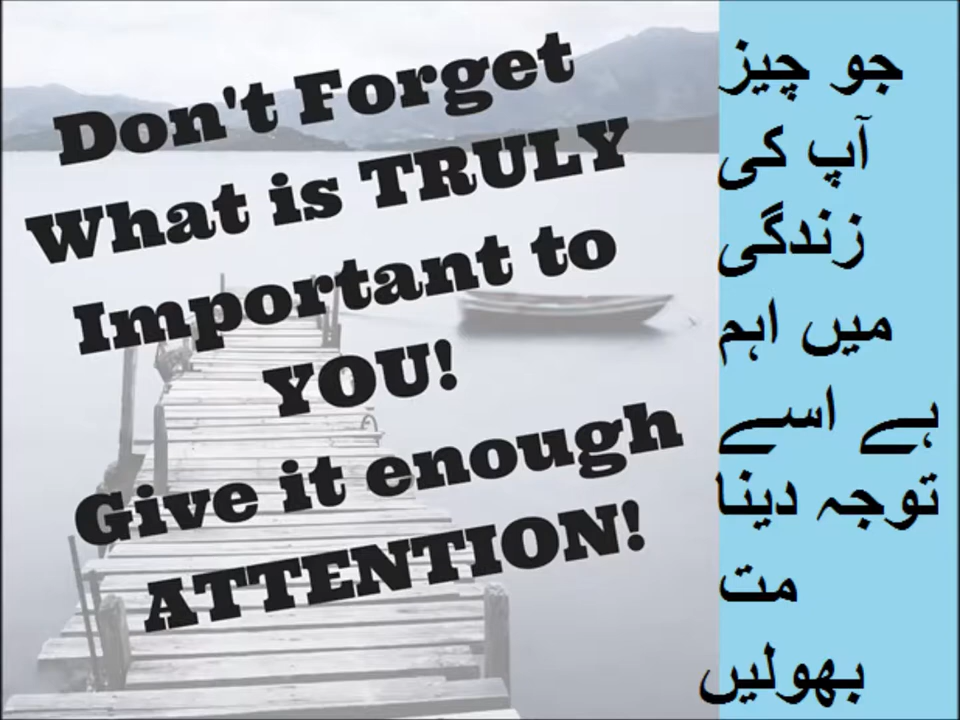 Don't Forget
What is TRULY
Important to
YOU!
Give it enough
ATTENTION!
جو چیز
آپ کی
زندگی
میں اہم
ہے اسے
توجہ دینا
مت
بھولیں